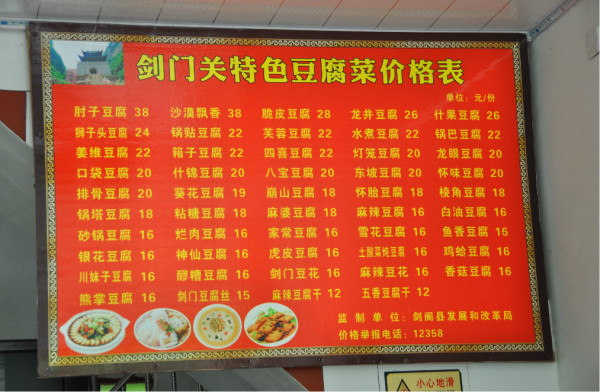 剑门关特色豆腐菜价格表
单位：元/份
肘子豆腐 38 沙漠飘香 38 脆皮豆腐 28 龙井豆腐 26 什果豆腐 26
狮子头豆腐 24 锅贴豆腐 22 芙蓉豆腐 22 水煮豆腐 22 锅巴豆腐 22
姜维豆腐 22 箱子豆腐 22 四喜豆腐 22 灯笼豆腐 20 龙眼豆腐 20
口袋豆腐 20 什锦豆腐 20 八宝豆腐 20 东坡豆腐 20 怀味豆腐 20
排骨豆腐 20 葵花豆腐 19 崩山豆腐 18 怀胎豆腐 18 棱角豆腐 18
锅塔豆腐 18 粘糖豆腐 18 麻婆豆腐 18 麻辣豆腐 16 白油豆腐 16
砂锅豆腐 16 烂肉豆腐 16 家常豆腐 16 雪花豆腐 16 鱼香豆腐 16
银花豆腐 16 神仙豆腐 16 虎皮豆腐 16 土酸菜炖豆腐 16 鸡蛤豆腐 16
川妹子豆腐 16 醪糟豆腐 16 剑门豆花 16 麻辣豆花 16 香菇豆腐 16
熊掌豆腐 16 剑门豆腐丝 15 麻辣豆腐干 12 五香豆腐干 12
监制单位：剑阁县发展和改革局
价格举报电话：12358
小心地滑